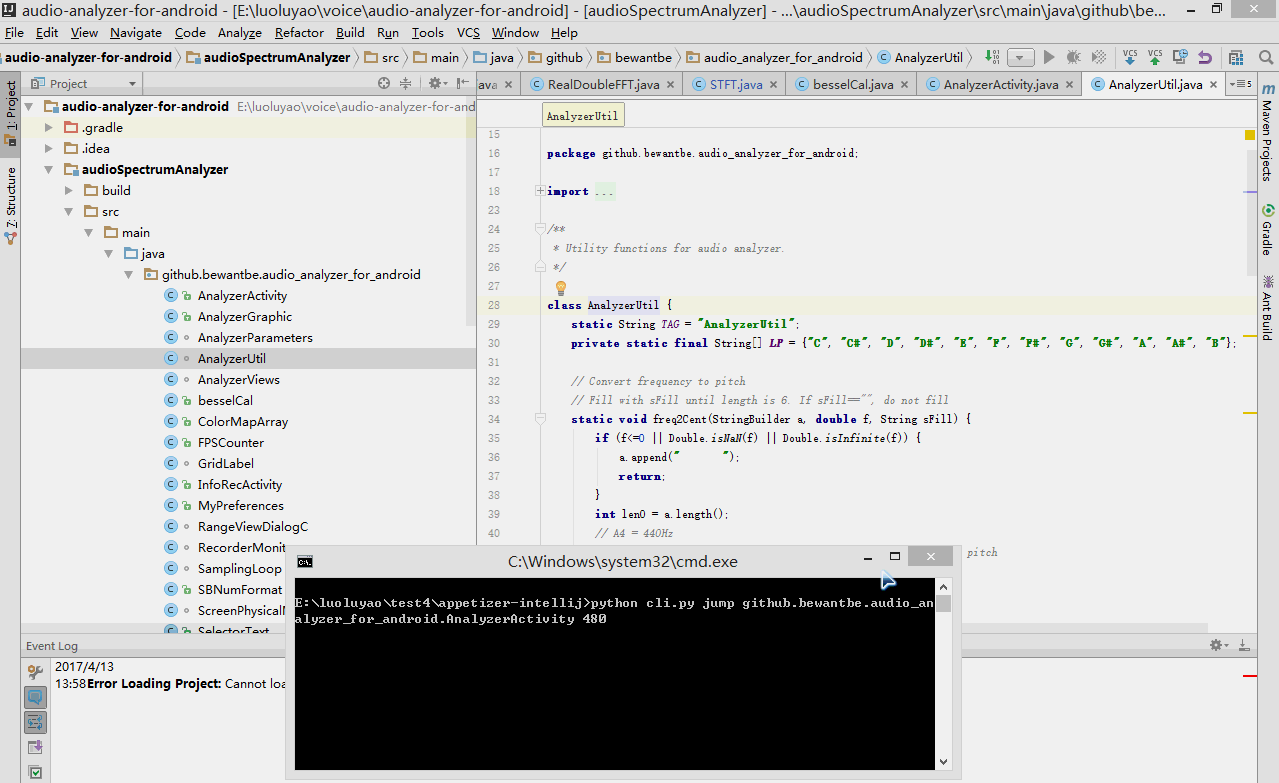 audio-analyzer-for-android - [E:\luoluyao\voice\audio-analyzer-for-android] - [audioSpectrumAnalyzer] - ...\audioSpectrumAnalyzer\src\main\java\github\be...
File Edit View Navigate Code Analyze Refactor Build Run Tools VCS Window Help
audio-analyzer-for-android audioSpectrumAnalyzer src main java github bewantbe audio_analyzer_for_android AnalyzerUtil
VCS VCS
1: Project
Project
java RealDoubleFFT.java STFT.java besselCal.java AnalyzerActivity.java AnalyzerUtil.java 5
audio-analyzer-for-android E:\luoluyao\voice\audio-analyzer-for-and
.gradle
.idea
audioSpectrumAnalyzer
build
src
main
java
github.bewantbe.audio_analyzer_for_android
AnalyzerActivity
AnalyzerGraphic
AnalyzerParameters
AnalyzerUtil
AnalyzerViews
besselCal
ColorMapArray
FPSCounter
GridLabel
InfoRecActivity
MyPreferences
RangeViewDialogC
RecorderMonit
SamplingLoop
SBNumFormat
ScreenPhysical
SelectorText
7: Structure
AnalyzerUtil
15
16 package github.bewantbe.audio_analyzer_for_android;
17
18 import ...
23
24 /**
25 * Utility functions for audio analyzer.
26 */
27
28 class AnalyzerUtil {
29 static String TAG = "AnalyzerUtil";
30 private static final String[] LP = {"C", "C#", "D", "D#", "E", "F", "F#", "G", "G#", "A", "A#", "B"};
31
32 // Convert frequency to pitch
33 // Fill with sFill until length is 6. If sFill=="", do not fill
34 static void freq2Cent(StringBuilder a, double f, String sFill) {
35 if (f<=0 || Double.isNaN(f) || Double.isInfinite(f)) {
36 a.append("      ");
37 return;
38 }
39 int len0 = a.length();
40 // A4 = 440Hz
pitch
Maven Projects
Gradle
Ant Build
Event Log
2017/4/13
13:58 Error Loading Project: Cannot loa
C:\Windows\system32\cmd.exe
E:\luoluyao\test4\appetizer-intellij>python cli.py jump github.bewantbe.audio_an
alyzer_for_android.AnalyzerActivity 480